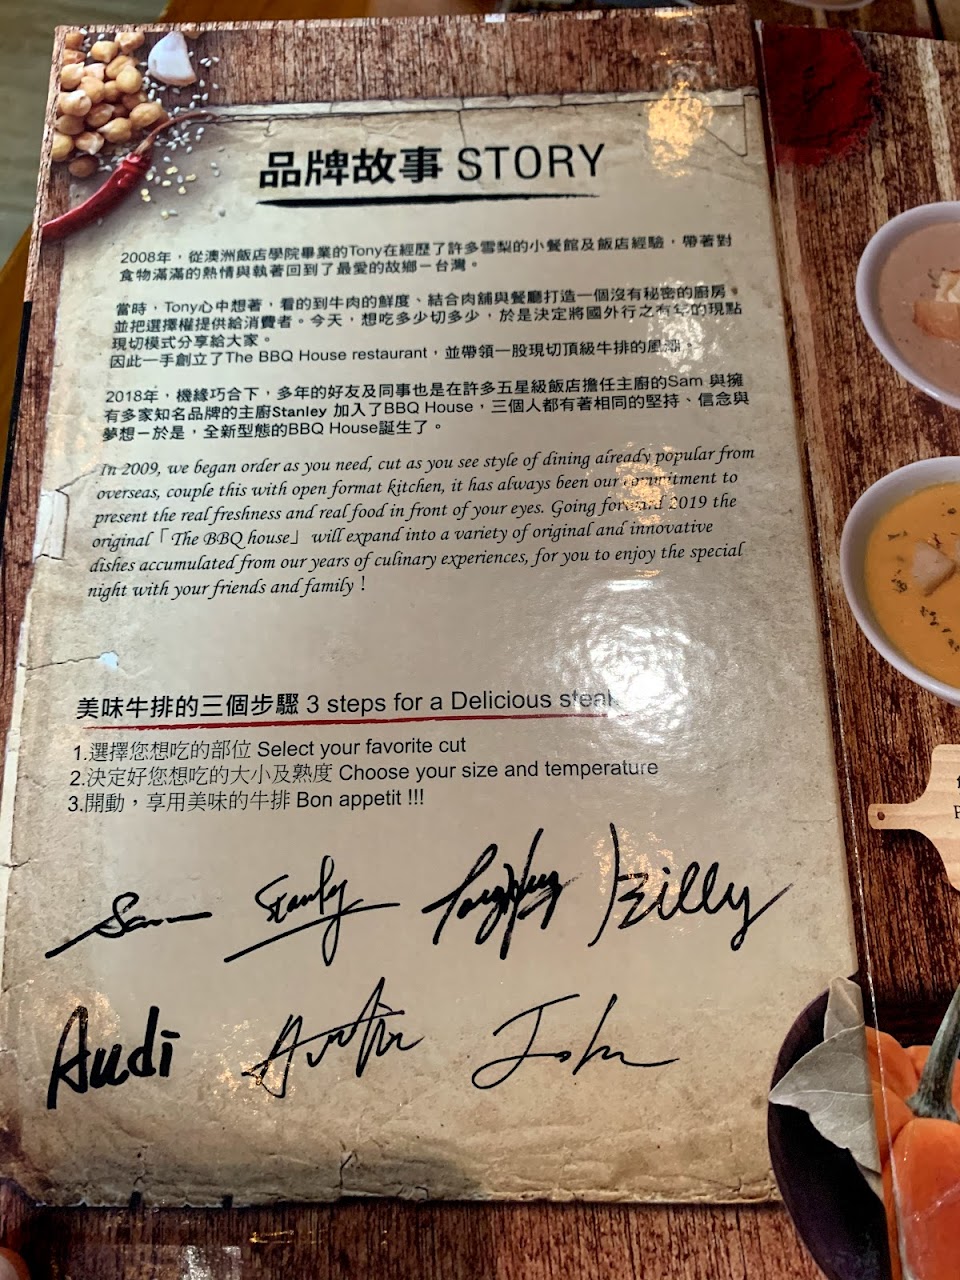 品牌故事 STORY
2008年，從澳洲飯店學院畢業的Tony在經歷了許多雪梨的小餐館及飯店經驗，帶著對
食物滿滿的熱情與執著回到了最愛的故鄉－台灣。
當時，Tony心中想著，看的到牛肉的鮮度、結合肉舖與餐廳打造一個沒有秘密的廚房。
並把選擇權提供給消費者。今天，想吃多少切多少，於是決定將國外行之有年的現點
現切模式分享給大家。
因此一手創立了The BBQ House restaurant，並帶領一股現切頂級牛排的風潮。
2018年，機緣巧合下，多年的好友及同事也是在許多五星級飯店擔任主廚的Sam 與擁
有多家知名品牌的主廚Stanley 加入了BBQ House，三個人都有著相同的堅持、信念與
夢想－於是，全新型態的BBQ House誕生了。
In 2009, we began order as you need, cut as you see style of dining already popular from
overseas, couple this with open format kitchen, it has always been our commitment to
present the real freshness and real food in front of your eyes. Going forward 2019 the
original「The BBQ house」 will expand into a variety of original and innovative
dishes accumulated from our years of culinary experiences, for you to enjoy the special
night with your friends and family！
美味牛排的三個步驟 3 steps for a Delicious steak
1.選擇您想吃的部位 Select your favorite cut
2.決定好您想吃的大小及熟度 Choose your size and temperature
3.開動，享用美味的牛排 Bon appetit !!!
Sam Stanley Billy
Audi Austin John